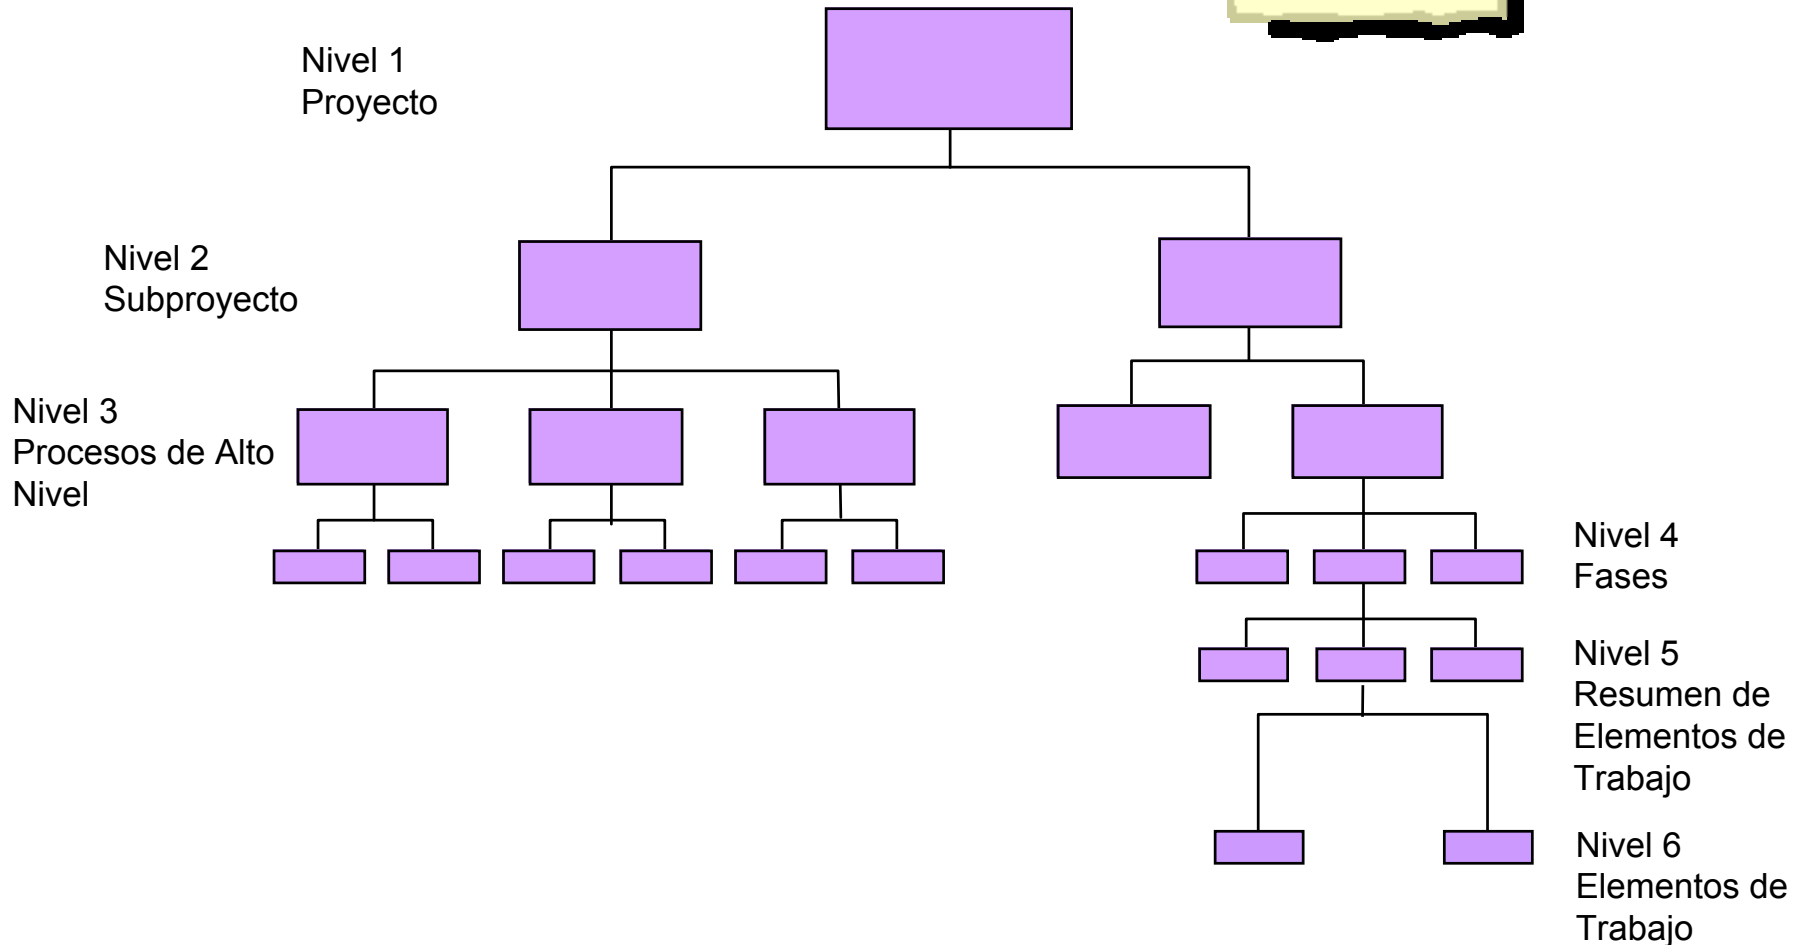 Nivel 1
Proyecto
Nivel 2
Subproyecto
Nivel 3
Procesos de Alto
Nivel
Nivel 4
Fases
Nivel 5
Resumen de
Elementos de
Trabajo
Nivel 6
Elementos de
Trabajo